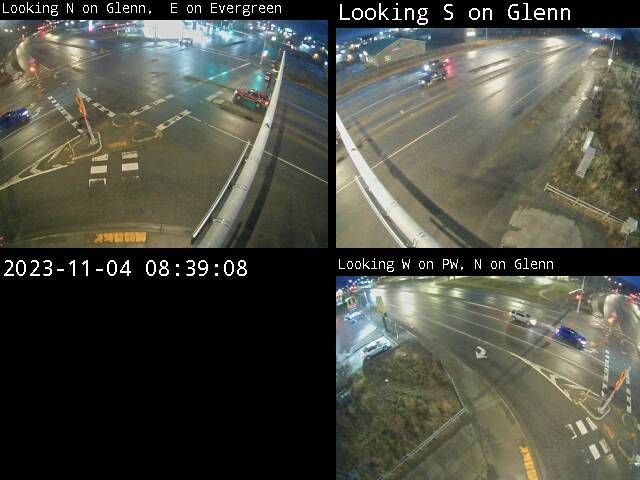 Looking N on Glenn,  E on Evergreen
Looking S on Glenn
2023-11-04 08:39:08
Looking W on PW, N on Glenn